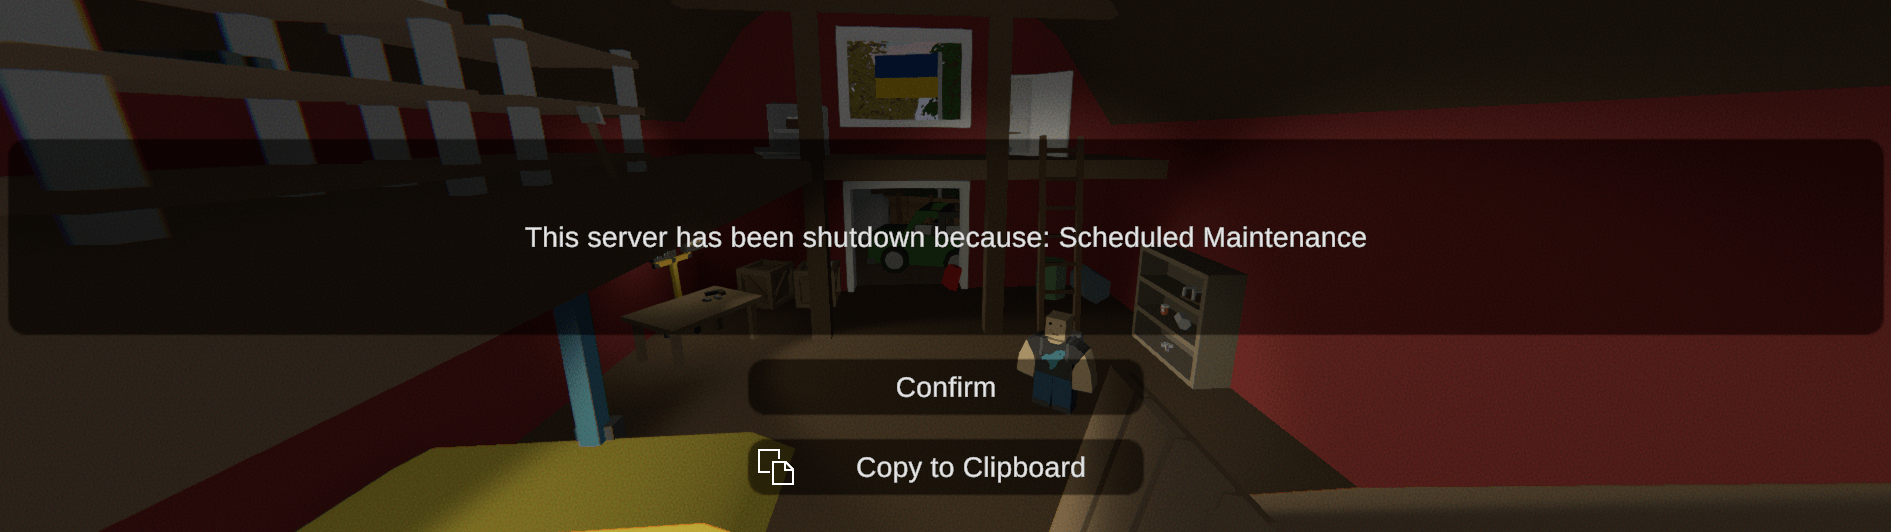 This server has been shutdown because: Scheduled Maintenance
Confirm
Copy to Clipboard